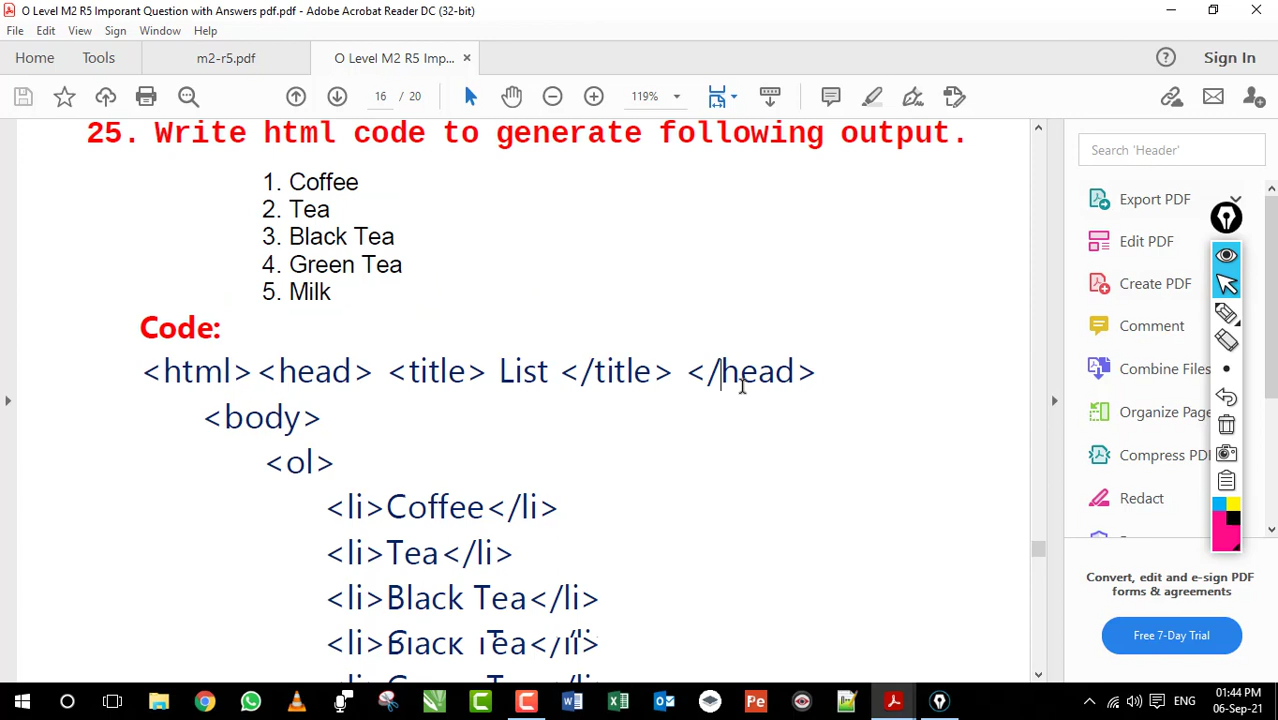 O Level M2 R5 Imporant Question with Answers pdf.pdf - Adobe Acrobat Reader DC (32-bit)
File Edit View Sign Window Help
Home Tools m2-r5.pdf O Level M2 R5 Imp... × Sign In
16 / 20 119%
25. Write html code to generate following output.
1. Coffee
2. Tea
3. Black Tea
4. Green Tea
5. Milk
Code:
<html><head> <title> List </title> </head>
<body>
<ol>
<li>Coffee</li>
<li>Tea</li>
<li>Black Tea</li>
Search 'Header'
Export PDF
Edit PDF
Create PDF
Comment
Combine Files
Organize Page
Compress PDF
Redact
Convert, edit and e-sign PDF
forms & agreements
Free 7-Day Trial
ENG
01:44 PM
06-Sep-21